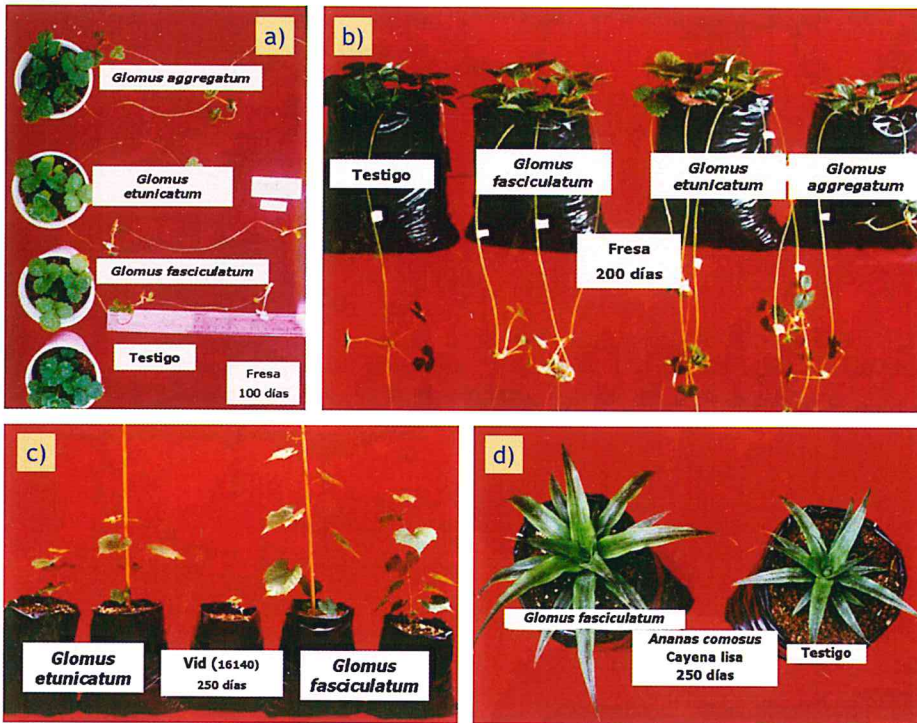 a)
Glomus aggregatum
Glomus
etunicatum
Glomus fasciculatum
Testigo
Fresa
100 días
b)
Testigo
Glomus
fasciculatum
Glomus
etunicatum
Glomus
aggregatum
Fresa
200 días
c)
Glomus
etunicatum
Vid (16140)
250 días
Glomus
fasciculatum
d)
Glomus fasciculatum
Ananas comosus
Cayena lisa
250 días
Testigo